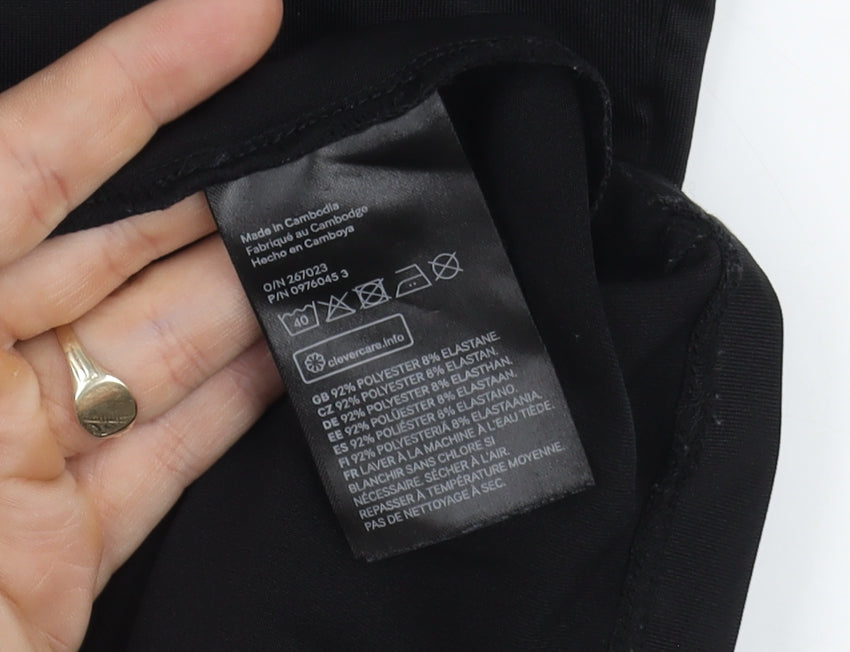 Made in Cambodia
Fabriqué au Cambodge
Hecho en Camboya
O/N 267023
P/N 0976045 3
40
clevercare.info
GB 92% POLYESTER 8% ELASTANE.
CZ 92% POLYESTER 8% ELASTAN.
DE 92% POLYESTER 8% ELASTHAN.
EE 92% POLÜESTER 8% ELASTAAN.
ES 92% POLIÉSTER 8% ELASTANO.
FI 92% POLYESTERIÄ 8% ELASTAANIA.
FR LAVER À LA MACHINE À L'EAU TIÈDE.
BLANCHIR SANS CHLORE SI
NÉCESSAIRE. SÉCHER À L'AIR.
REPASSER À TEMPÉRATURE MOYENNE.
PAS DE NETTOYAGE À SEC.